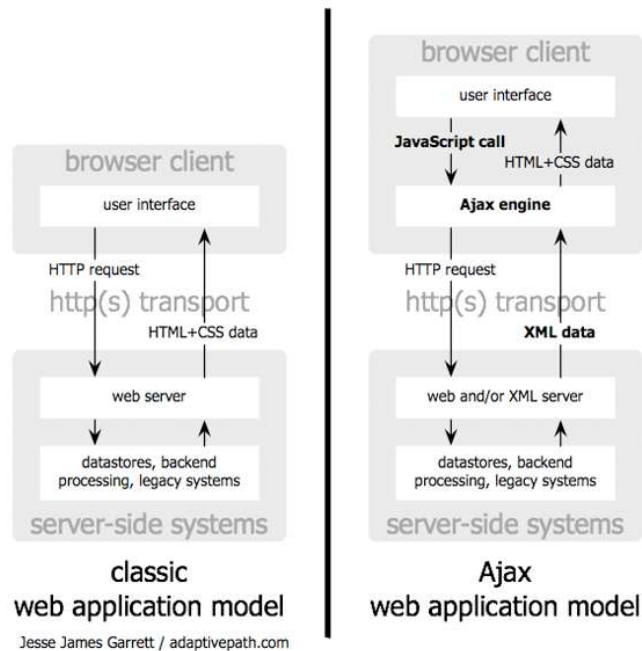 browser client
user interface
HTTP request
http(s) transport
HTML+CSS data
web server
datastores, backend
processing, legacy systems
server-side systems
classic
web application model
Jesse James Garrett / adaptivepath.com
browser client
user interface
JavaScript call
HTML+CSS data
Ajax engine
HTTP request
http(s) transport
XML data
web and/or XML server
datastores, backend
processing, legacy systems
server-side systems
Ajax
web application model